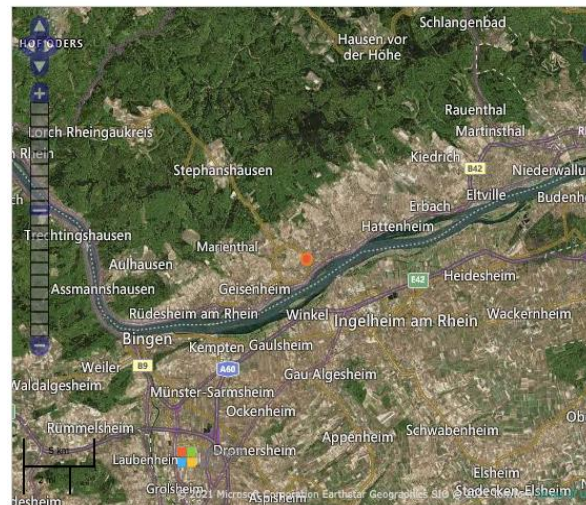 Schlangenbad
Hausen vor
der Höhe
Rauenthal
Martinsthal
Lorch Rheingaukreis
Kiedrich
B42
Niederwallu
Stephanshausen
Eltville
Budenhe
Erbach
Trechtingshausen
Hattenheim
Marienthal
Aulhausen
E42
Heidesheim
Assmannshausen
Geisenheim
Rüdesheim am Rhein
Winkel
Wackernheim
Ingelheim am Rhein
Bingen
Kempten
Gaulsheim
Weiler
B9
A60
Gau Algesheim
Waldalgesheim
Münster-Sarmsheim
Ockenheim
Schwabenheim
Rummelsheim
Appenheim
5 km
Dromersheim
Laubenheim
Elsheim
Grolsheim
Aspisheim
Stadecken-Elsheim
2021 Microsoft Corporation Earthstar Geographics SIO